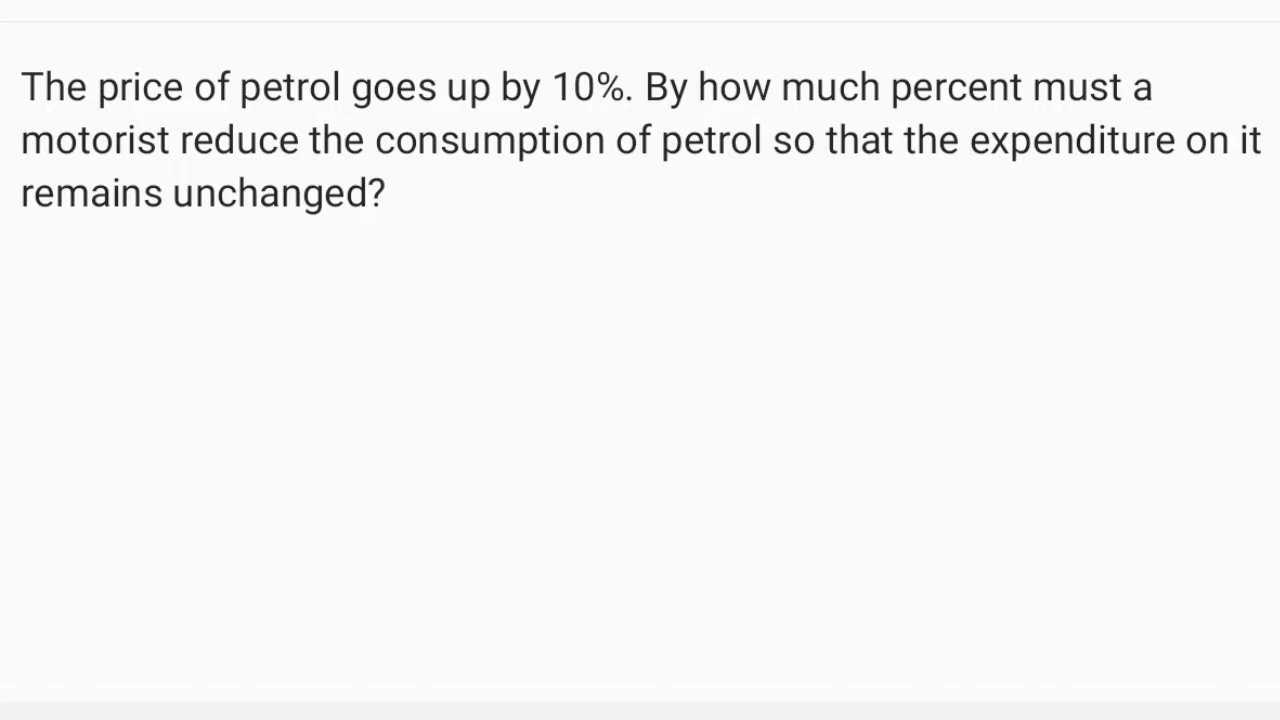 The price of petrol goes up by 10%. By how much percent must a
motorist reduce the consumption of petrol so that the expenditure on it
remains unchanged?